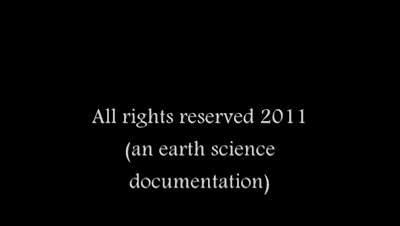 All rights reserved 2011
(an earth science
documentation)